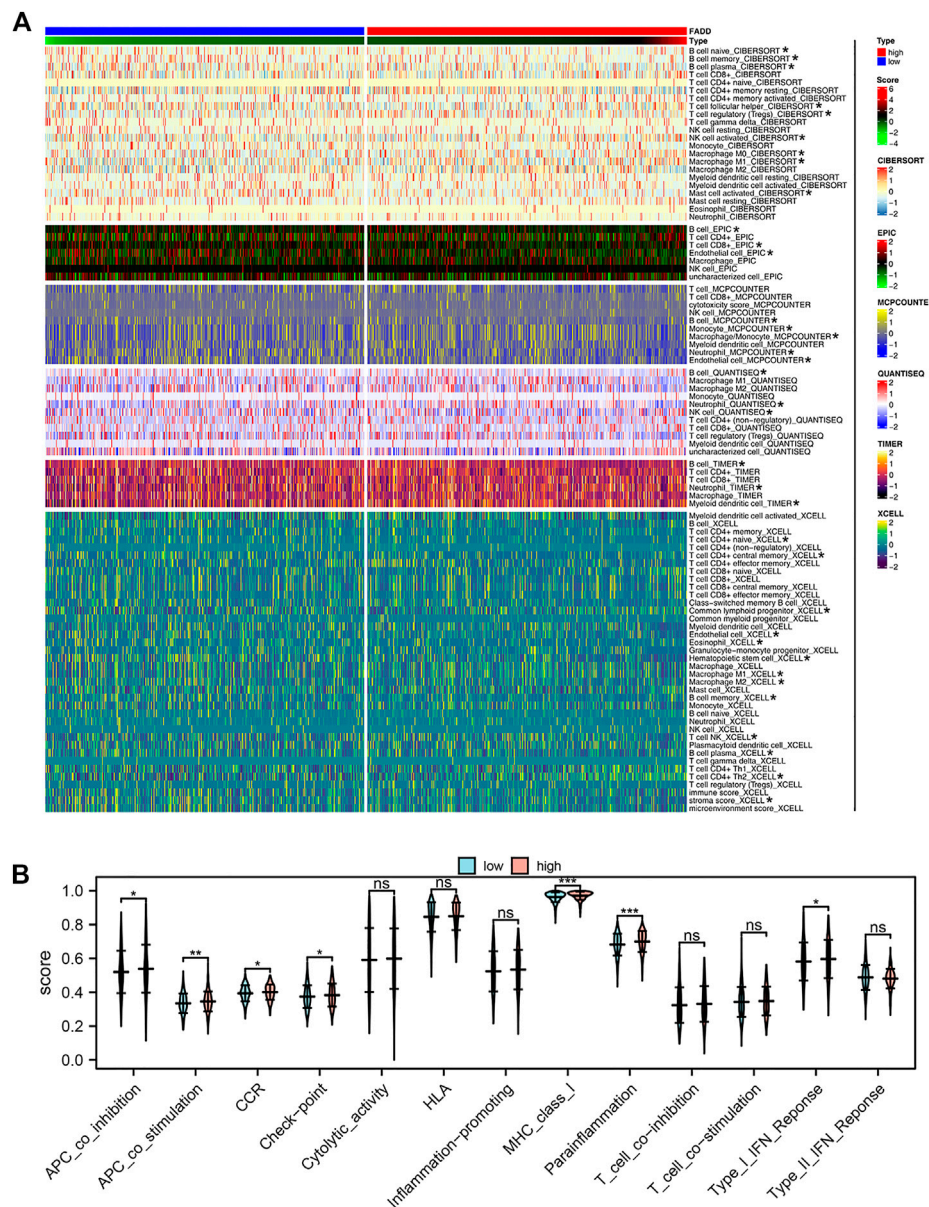 A
FADD
Type
B cell naive_CIBERSORT *
B cell memory_CIBERSORT *
B cell plasma_CIBERSORT *
T cell CD8+_CIBERSORT
T cell CD4+ naive_CIBERSORT
T cell CD4+ memory resting_CIBERSORT
T cell CD4+ memory activated_CIBERSORT
T cell follicular helper_CIBERSORT *
T cell regulatory (Tregs)_CIBERSORT *
T cell gamma delta_CIBERSORT
NK cell resting_CIBERSORT
NK cell activated_CIBERSORT *
Monocyte_CIBERSORT
Macrophage M0_CIBERSORT *
Macrophage M1_CIBERSORT *
Macrophage M2_CIBERSORT
Myeloid dendritic cell resting_CIBERSORT
Myeloid dendritic cell activated_CIBERSORT
Mast cell activated_CIBERSORT *
Mast cell resting_CIBERSORT
Eosinophil_CIBERSORT
Neutrophil_CIBERSORT
B cell_EPIC *
T cell CD4+_EPIC
T cell CD8+_EPIC *
Endothelial cell_EPIC *
Macrophage_EPIC
NK cell_EPIC
uncharacterized cell_EPIC
T cell_MCPCOUNTER
T cell CD8+_MCPCOUNTER
cytotoxicity score_MCPCOUNTER
NK cell_MCPCOUNTER
B cell_MCPCOUNTER *
Monocyte_MCPCOUNTER *
Macrophage/Monocyte_MCPCOUNTER *
Myeloid dendritic cell_MCPCOUNTER
Neutrophil_MCPCOUNTER *
Endothelial cell_MCPCOUNTER *
B cell_QUANTISEQ *
Macrophage M1_QUANTISEQ
Macrophage M2_QUANTISEQ
Monocyte_QUANTISEQ
Neutrophil_QUANTISEQ *
NK cell_QUANTISEQ *
T cell CD4+ (non-regulatory)_QUANTISEQ
T cell CD8+_QUANTISEQ
T cell regulatory (Tregs)_QUANTISEQ
Myeloid dendritic cell_QUANTISEQ
uncharacterized cell_QUANTISEQ
B cell_TIMER *
T cell CD4+_TIMER
T cell CD8+_TIMER
Neutrophil_TIMER *
Macrophage_TIMER
Myeloid dendritic cell_TIMER *
Myeloid dendritic cell activated_XCELL
B cell_XCELL
T cell CD4+ memory_XCELL
T cell CD4+ naive_XCELL *
T cell CD4+ (non-regulatory)_XCELL
T cell CD4+ central memory_XCELL *
T cell CD4+ effector memory_XCELL
T cell CD8+ naive_XCELL
T cell CD8+_XCELL
T cell CD8+ central memory_XCELL
T cell CD8+ effector memory_XCELL
Class-switched memory B cell_XCELL
Common lymphoid progenitor_XCELL *
Common myeloid progenitor_XCELL
Myeloid dendritic cell_XCELL
Endothelial cell_XCELL *
Eosinophil_XCELL *
Granulocyte-monocyte progenitor_XCELL
Hematopoietic stem cell_XCELL *
Macrophage_XCELL
Macrophage M1_XCELL *
Macrophage M2_XCELL *
Mast cell_XCELL
B cell memory_XCELL *
Monocyte_XCELL
B cell naive_XCELL
Neutrophil_XCELL
NK cell_XCELL
T cell NK_XCELL *
Plasmacytoid dendritic cell_XCELL
B cell plasma_XCELL *
T cell gamma delta_XCELL
T cell CD4+ Th1_XCELL
T cell CD4+ Th2_XCELL *
T cell regulatory (Tregs)_XCELL
immune score_XCELL
stroma score_XCELL *
microenvironment score_XCELL
Type
high
low
Score
6
4
2
0
−2
−4
CIBERSORT
2
1
0
−1
−2
EPIC
2
1
0
−1
−2
MCPCOUNTE
2
1
0
−1
−2
QUANTISEQ
2
1
0
−1
−2
TIMER
2
1
0
−1
−2
XCELL
2
1
0
−1
−2
B
low high
score
1.0
0.8
0.6
0.4
0.2
0.0
* ** * * ns ns ns *** *** ns ns * ns
APC_co_inhibition
APC_co_stimulation
CCR
Check-point
Cytolytic_activity
HLA
Inflammation-promoting
MHC_class_I
Parainflammation
T_cell_co-inhibition
T_cell_co-stimulation
Type_I_IFN_Reponse
Type_II_IFN_Reponse